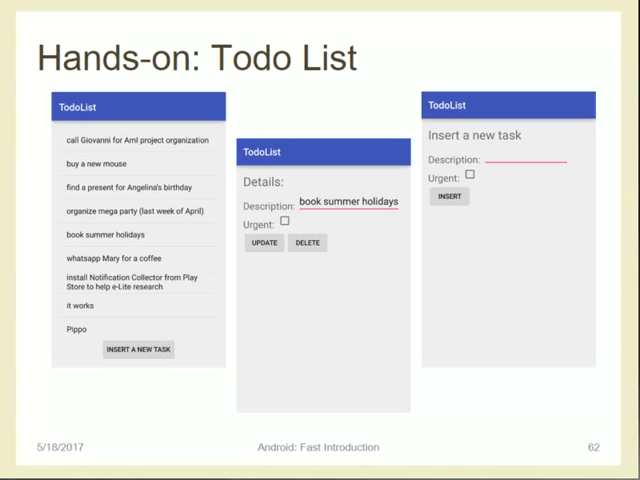 Hands-on: Todo List
TodoList
call Giovanni for AmI project organization
buy a new mouse
find a present for Angelina's birthday
organize mega party (last week of April)
book summer holidays
whatsapp Mary for a coffee
install Notification Collector from Play
Store to help e-Lite research
it works
Pippo
INSERT A NEW TASK
TodoList
Details:
Description: book summer holidays
Urgent:
UPDATE DELETE
TodoList
Insert a new task
Description:
Urgent:
INSERT
5/18/2017 Android: Fast Introduction 62